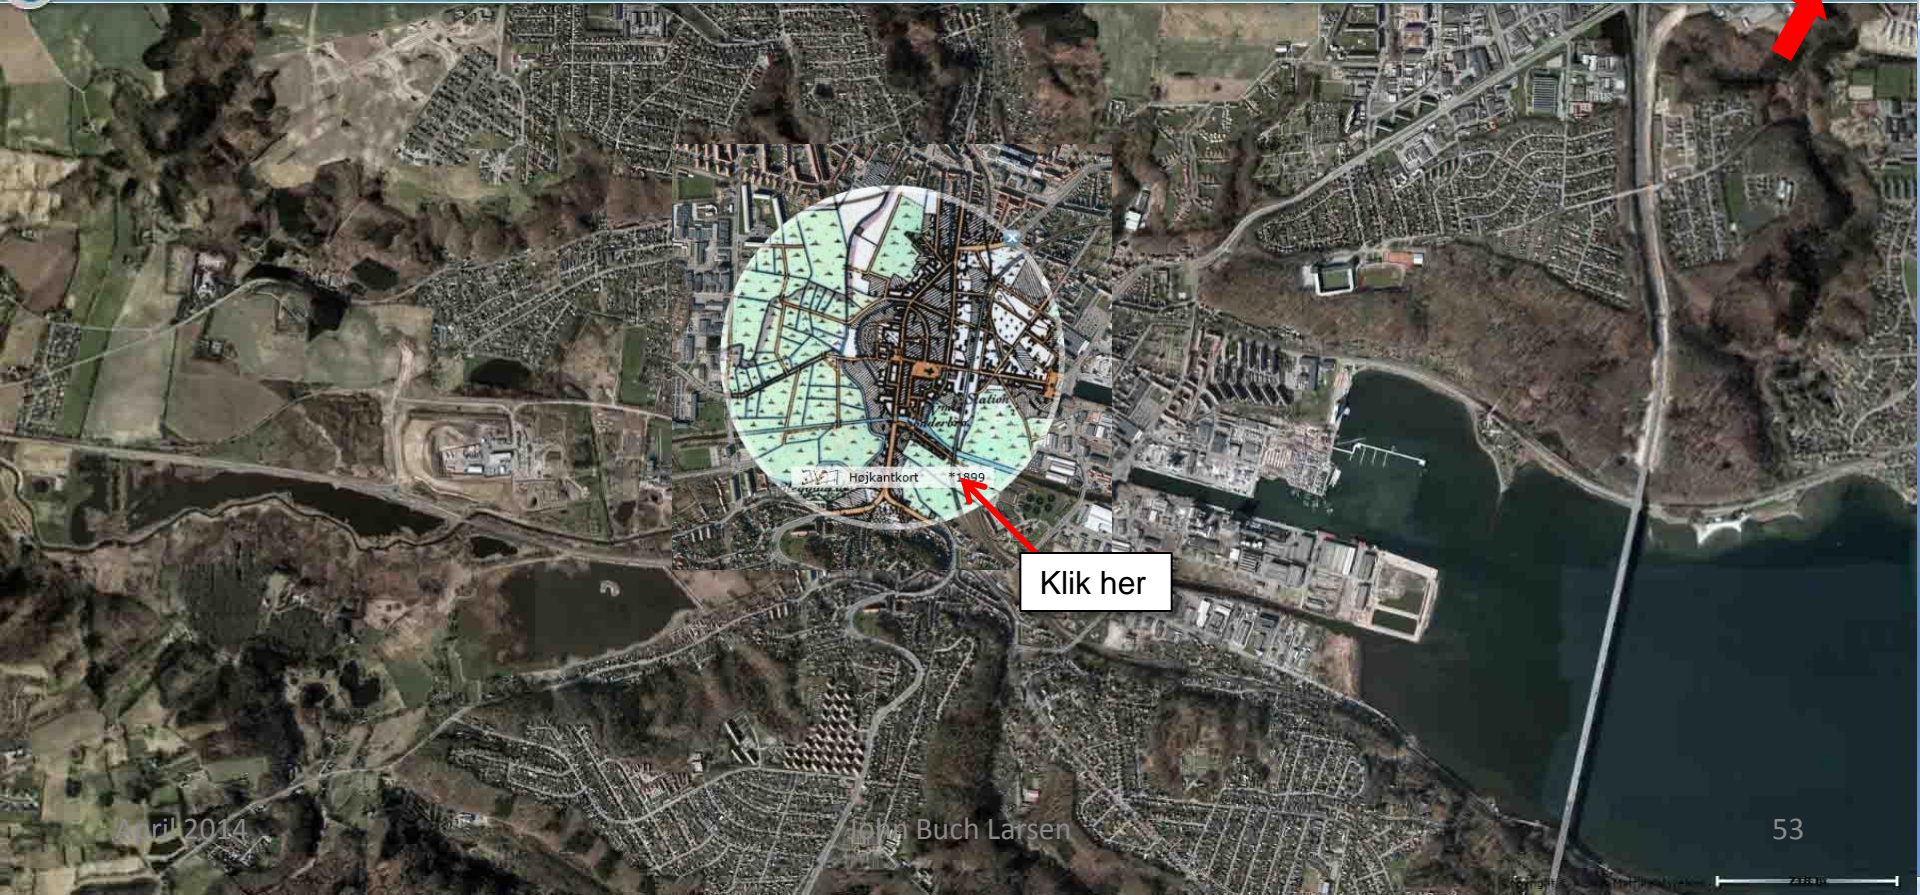 Station
Højkantkort *1899
Klik her
April 2014
John Buch Larsen
53